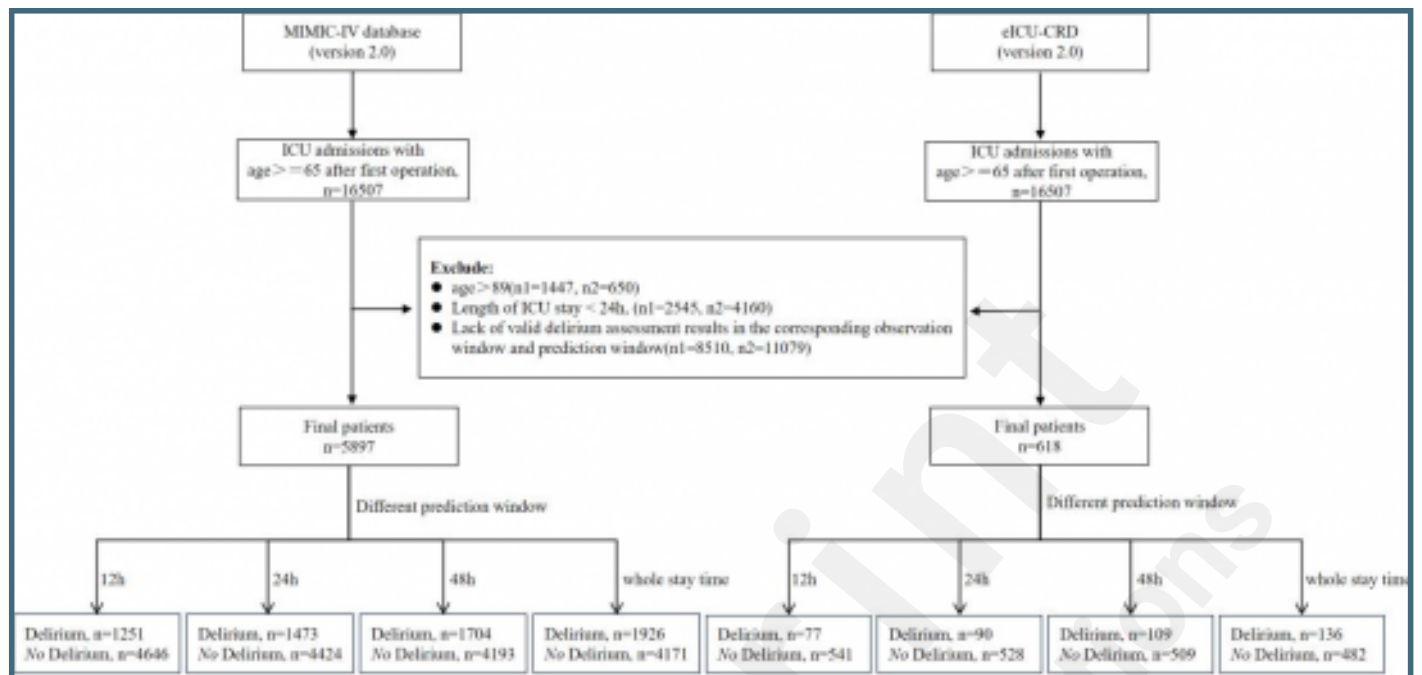 MIMIC-IV database
(version 2.0)
eICU-CRD
(version 2.0)
ICU admissions with
age>=65 after first operation,
n=16507
ICU admissions with
age>=65 after first operation,
n=16507
Exclude:
● age>89(n1=1447, n2=650)
● Length of ICU stay < 24h, (n1=2545, n2=4160)
● Lack of valid delirium assessment results in the corresponding observation
window and prediction window(n1=8510, n2=11079)
Final patients
n=5897
Final patients
n=618
Different prediction window
Different prediction window
12h
24h
48h
whole stay time
12h
24h
48h
whole stay time
Delirium, n=1251
No Delirium, n=4646
Delirium, n=1473
No Delirium, n=4424
Delirium, n=1704
No Delirium, n=4193
Delirium, n=1926
No Delirium, n=4171
Delirium, n=77
No Delirium, n=541
Delirium, n=90
No Delirium, n=528
Delirium, n=109
No Delirium, n=509
Delirium, n=136
No Delirium, n=482